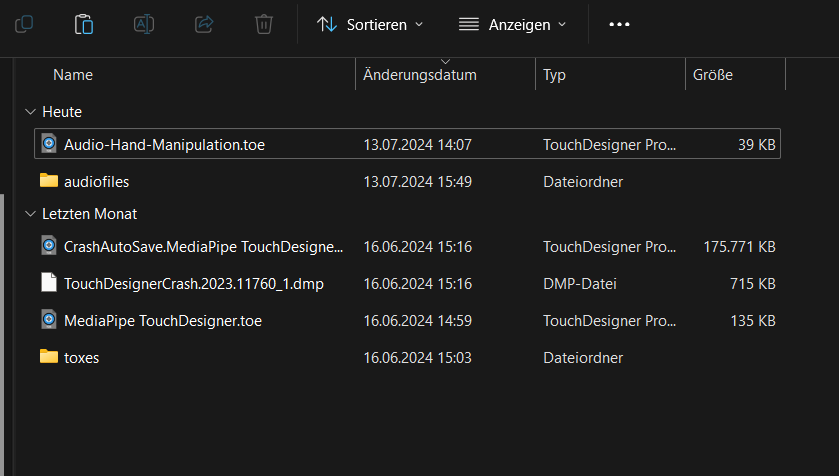 Sortieren Anzeigen
Name Änderungsdatum Typ Größe
Heute
Audio-Hand-Manipulation.toe 13.07.2024 14:07 TouchDesigner Pro... 39 KB
audiofiles 13.07.2024 15:49 Dateiordner
Letzten Monat
CrashAutoSave.MediaPipe TouchDesigne... 16.06.2024 15:16 TouchDesigner Pro... 175.771 KB
TouchDesignerCrash.2023.11760_1.dmp 16.06.2024 15:16 DMP-Datei 715 KB
MediaPipe TouchDesigner.toe 16.06.2024 14:59 TouchDesigner Pro... 135 KB
toxes 16.06.2024 15:03 Dateiordner